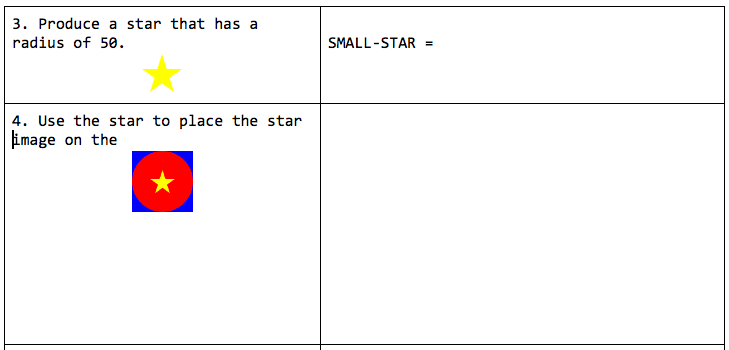 3. Produce a star that has a
radius of 50.
SMALL-STAR =
4. Use the star to place the star
image on the